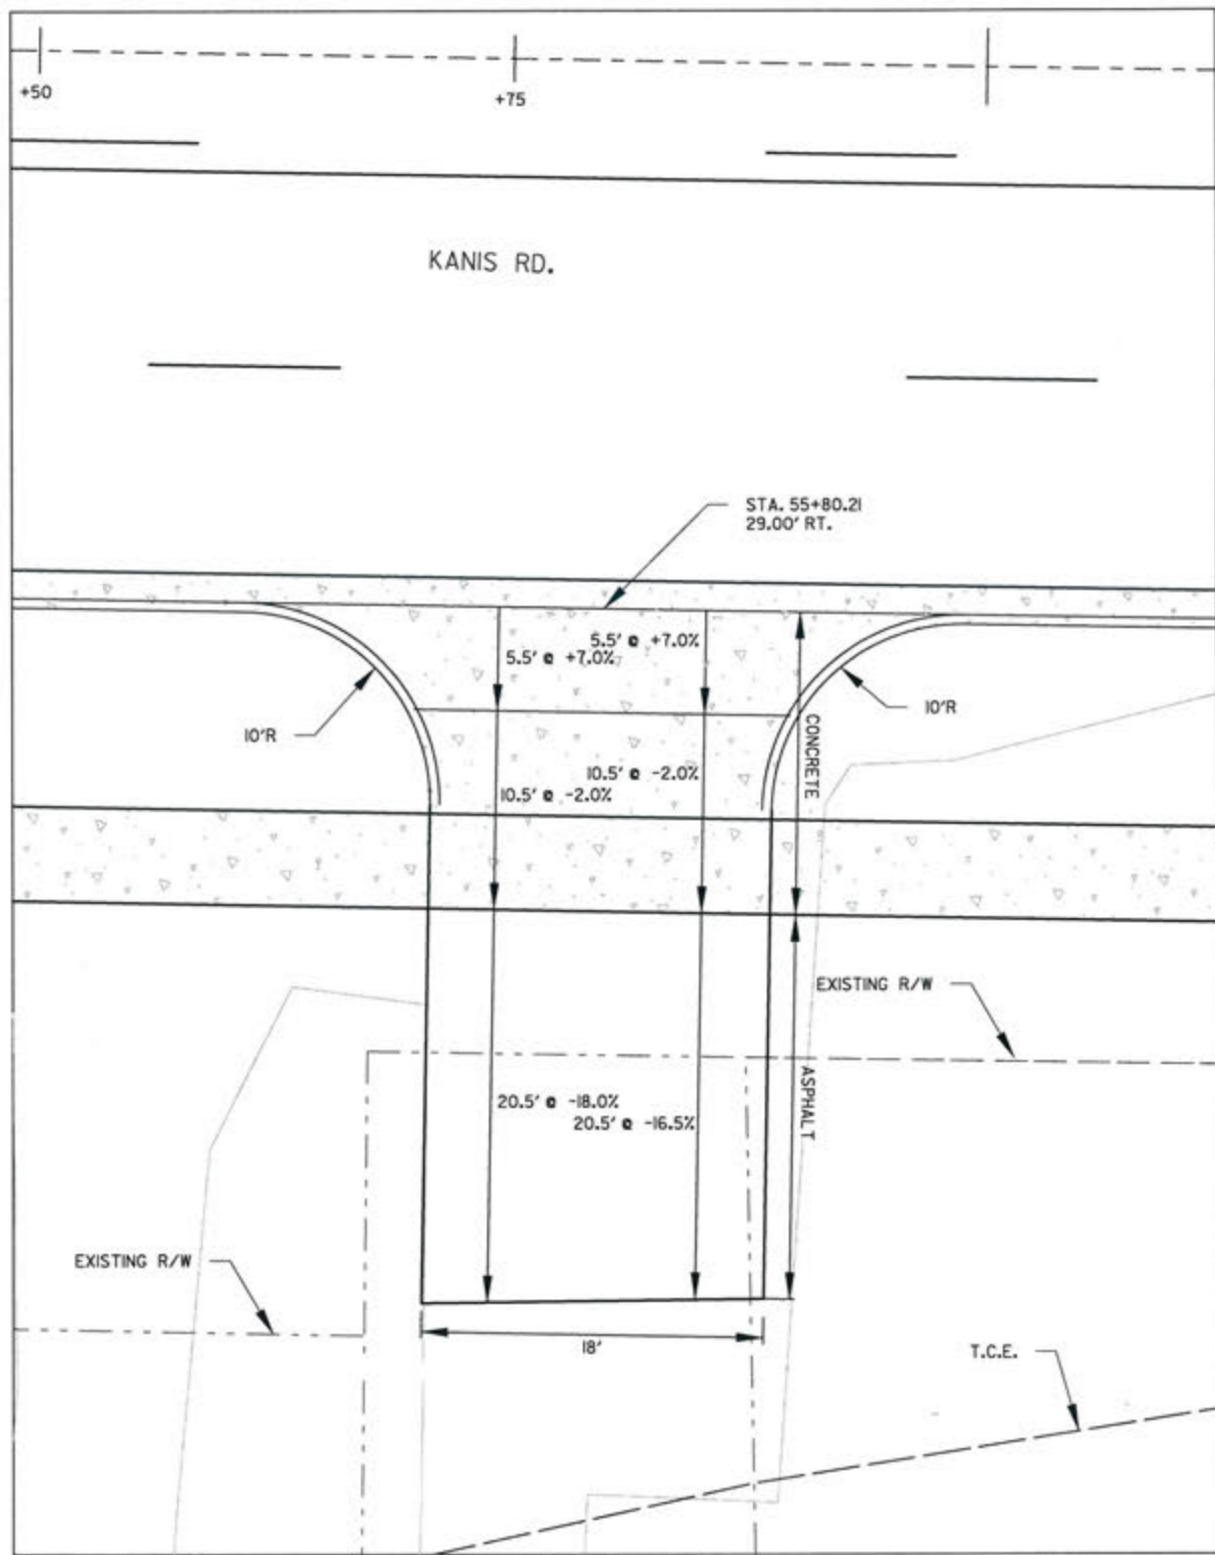 +50
+75
KANIS RD.
STA. 55+80.21
29.00' RT.
5.5' @ +7.0%
5.5' @ +7.0%
10'R
10'R
CONCRETE
10.5' @ -2.0%
10.5' @ -2.0%
EXISTING R/W
ASPHALT
20.5' @ -18.0%
20.5' @ -16.5%
EXISTING R/W
18'
T.C.E.